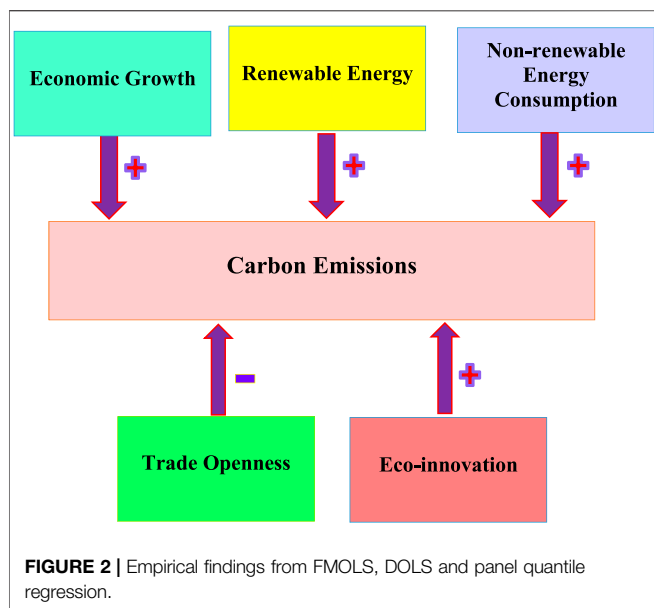 Economic Growth
Renewable Energy
Non-renewable
Energy
Consumption
+
+
+
Carbon Emissions
-
+
Trade Openness
Eco-innovation
FIGURE 2 | Empirical findings from FMOLS, DOLS and panel quantile
regression.